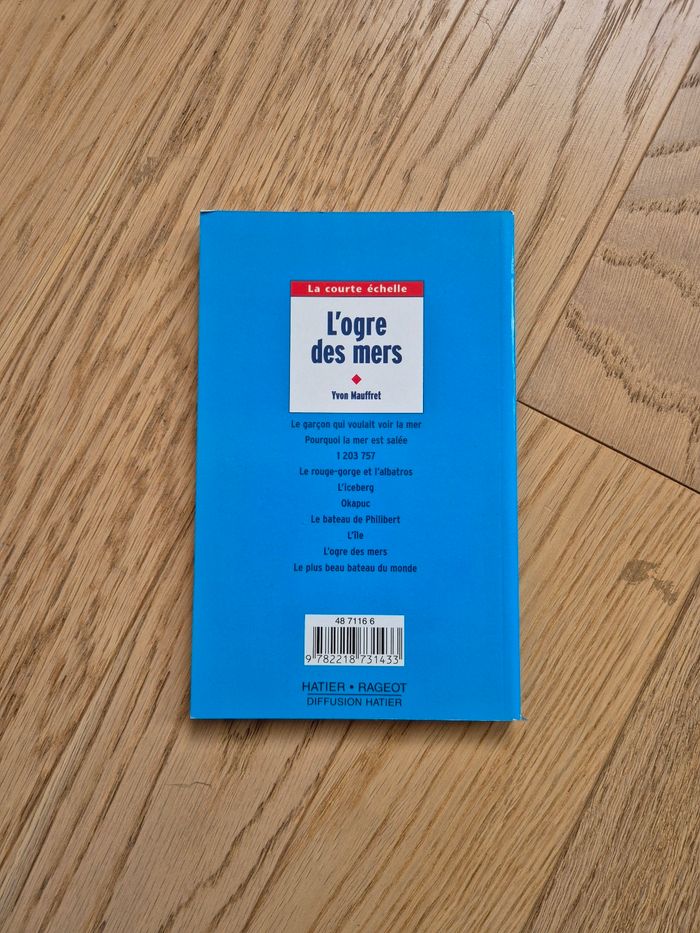 La courte échelle
L'ogre
des mers
Yvon Mauffret
Le garçon qui voulait voir la mer
Pourquoi la mer est salée
1 203 757
Le rouge-gorge et l'albatros
L'iceberg
Okapuc
Le bateau de Philibert
L'île
L'ogre des mers
Le plus beau bateau du monde
48 7116 6
9 782218 731433
HATIER • RAGEOT
DIFFUSION HATIER